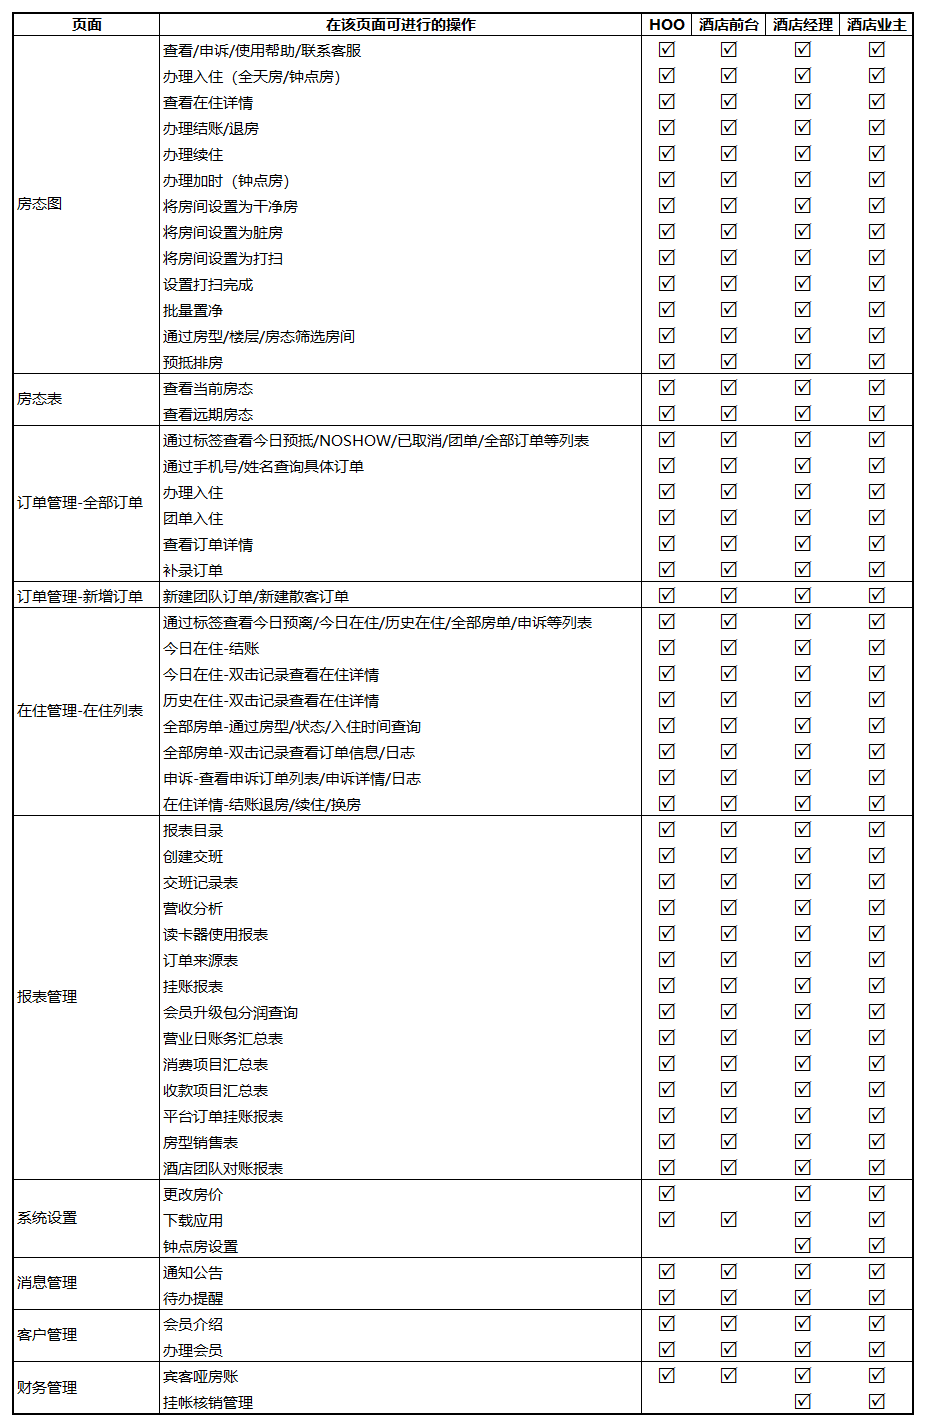 页面 在该页面可进行的操作 HOO 酒店前台 酒店经理 酒店业主
房态图
查看/申诉/使用帮助/联系客服 ☑ ☑ ☑ ☑
办理入住（全天房/钟点房） ☑ ☑ ☑ ☑
查看在住详情 ☑ ☑ ☑ ☑
办理结账/退房 ☑ ☑ ☑ ☑
办理续住 ☑ ☑ ☑ ☑
办理加时（钟点房） ☑ ☑ ☑ ☑
将房间设置为干净房 ☑ ☑ ☑ ☑
将房间设置为脏房 ☑ ☑ ☑ ☑
将房间设置为打扫 ☑ ☑ ☑ ☑
设置打扫完成 ☑ ☑ ☑ ☑
批量置净 ☑ ☑ ☑ ☑
通过房型/楼层/房态筛选房间 ☑ ☑ ☑ ☑
预抵排房 ☑ ☑ ☑ ☑
房态表
查看当前房态 ☑ ☑ ☑ ☑
查看远期房态 ☑ ☑ ☑ ☑
订单管理-全部订单
通过标签查看今日预抵/NOSHOW/已取消/团单/全部订单等列表 ☑ ☑ ☑ ☑
通过手机号/姓名查询具体订单 ☑ ☑ ☑ ☑
办理入住 ☑ ☑ ☑ ☑
团单入住 ☑ ☑ ☑ ☑
查看订单详情 ☑ ☑ ☑ ☑
补录订单 ☑ ☑ ☑ ☑
订单管理-新增订单 新建团队订单/新建散客订单 ☑ ☑ ☑ ☑
在住管理-在住列表
通过标签查看今日预离/今日在住/历史在住/全部房单/申诉等列表 ☑ ☑ ☑ ☑
今日在住-结账 ☑ ☑ ☑ ☑
今日在住-双击记录查看在住详情 ☑ ☑ ☑ ☑
历史在住-双击记录查看在住详情 ☑ ☑ ☑ ☑
全部房单-通过房型/状态/入住时间查询 ☑ ☑ ☑ ☑
全部房单-双击记录查看订单信息/日志 ☑ ☑ ☑ ☑
申诉-查看申诉订单列表/申诉详情/日志 ☑ ☑ ☑ ☑
在住详情-结账退房/续住/换房 ☑ ☑ ☑ ☑
报表管理
报表目录 ☑ ☑ ☑ ☑
创建交班 ☑ ☑ ☑ ☑
交班记录表 ☑ ☑ ☑ ☑
营收分析 ☑ ☑ ☑ ☑
读卡器使用报表 ☑ ☑ ☑ ☑
订单来源表 ☑ ☑ ☑ ☑
挂账报表 ☑ ☑ ☑ ☑
会员升级包分润查询 ☑ ☑ ☑ ☑
营业日账务汇总表 ☑ ☑ ☑ ☑
消费项目汇总表 ☑ ☑ ☑ ☑
收款项目汇总表 ☑ ☑ ☑ ☑
平台订单挂账报表 ☑ ☑ ☑ ☑
房型销售表 ☑ ☑ ☑ ☑
酒店团队对账报表 ☑ ☑ ☑ ☑
系统设置
更改房价 ☑ ☑ ☑
下载应用 ☑ ☑ ☑ ☑
钟点房设置 ☑ ☑
消息管理
通知公告 ☑ ☑ ☑ ☑
待办提醒 ☑ ☑ ☑ ☑
客户管理
会员介绍 ☑ ☑ ☑ ☑
办理会员 ☑ ☑ ☑ ☑
财务管理
宾客哑房账 ☑ ☑ ☑ ☑
挂帐核销管理 ☑ ☑